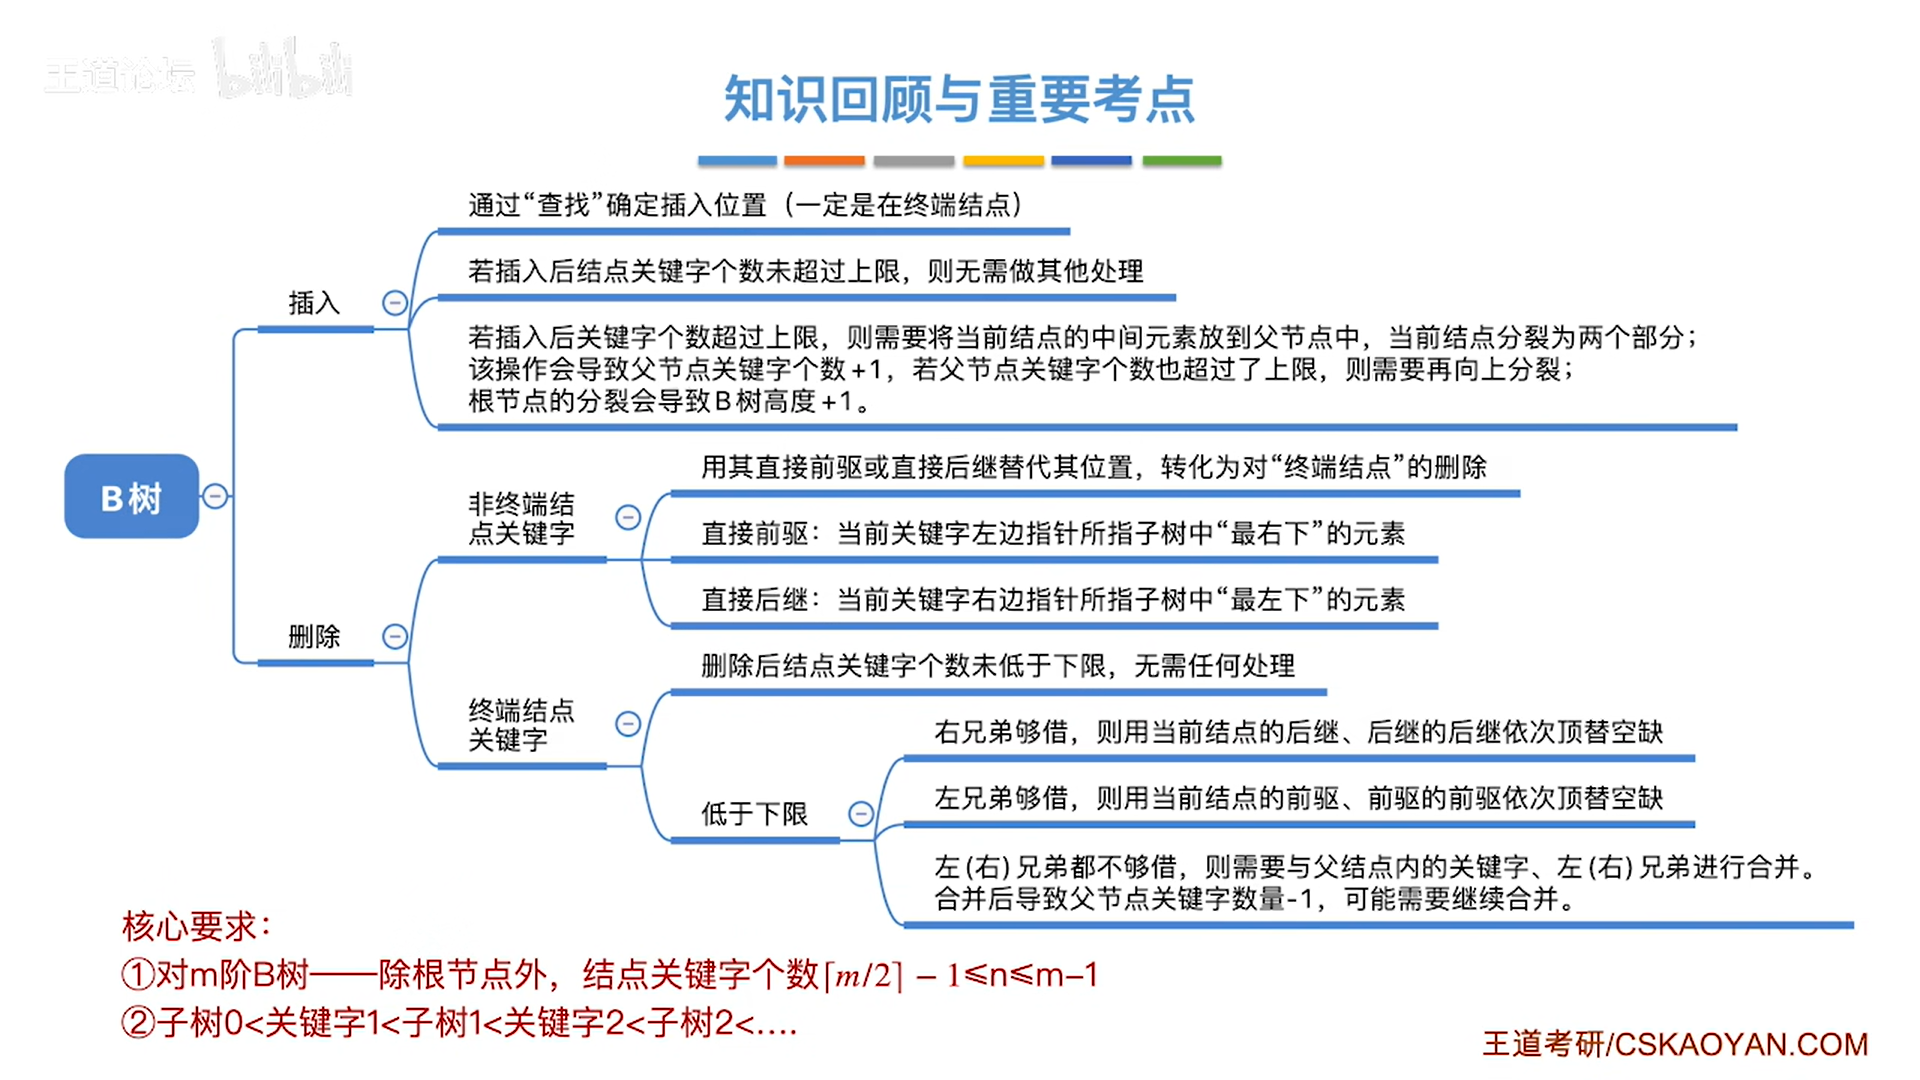 王道论坛 bilibili
知识回顾与重要考点
通过“查找”确定插入位置（一定是在终端结点）
若插入后结点关键字个数未超过上限，则无需做其他处理
插入
若插入后关键字个数超过上限，则需要将当前结点的中间元素放到父节点中，当前结点分裂为两个部分；
该操作会导致父节点关键字个数+1，若父节点关键字个数也超过了上限，则需要再向上分裂；
根节点的分裂会导致B树高度+1。
B树
用其直接前驱或直接后继替代其位置，转化为对“终端结点”的删除
非终端结
点关键字
直接前驱：当前关键字左边指针所指子树中“最右下”的元素
直接后继：当前关键字右边指针所指子树中“最左下”的元素
删除
删除后结点关键字个数未低于下限，无需任何处理
终端结点
关键字
右兄弟够借，则用当前结点的后继、后继的后继依次顶替空缺
左兄弟够借，则用当前结点的前驱、前驱的前驱依次顶替空缺
低于下限
左(右)兄弟都不够借，则需要与父结点内的关键字、左(右)兄弟进行合并。
合并后导致父节点关键字数量-1，可能需要继续合并。
核心要求：
①对m阶B树——除根节点外，结点关键字个数⌈m/2⌉ − 1≤n≤m-1
②子树0<关键字1<子树1<关键字2<子树2<....
王道考研/CSKAOYAN.COM